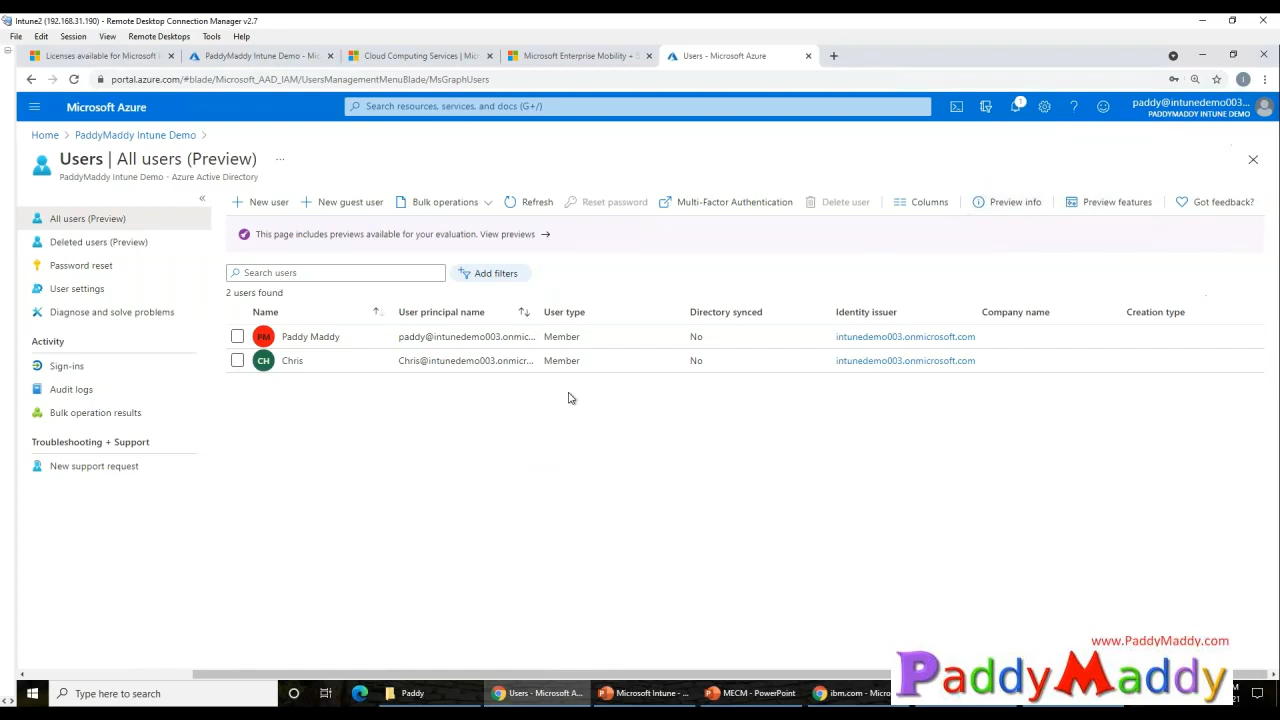 Intune2 (192.168.31.190) - Remote Desktop Connection Manager v2.7
File Edit Session View Remote Desktops Tools Help
Licenses available for Microsoft I
PaddyMaddy Intune Demo - Mic
Cloud Computing Services | Micr
Microsoft Enterprise Mobility + S
Users - Microsoft Azure
portal.azure.com/#blade/Microsoft_AAD_IAM/UsersManagementMenuBlade/MsGraphUsers
Microsoft Azure
Search resources, services, and docs (G+/)
1
paddy@intunedemo003....
PADDYMADDY INTUNE DEMO
Home > PaddyMaddy Intune Demo >
Users | All users (Preview) ...
PaddyMaddy Intune Demo - Azure Active Directory
All users (Preview)
Deleted users (Preview)
Password reset
User settings
Diagnose and solve problems
Activity
Sign-ins
Audit logs
Bulk operation results
Troubleshooting + Support
New support request
New user New guest user Bulk operations Refresh Reset password Multi-Factor Authentication Delete user Columns Preview info Preview features Got feedback?
This page includes previews available for your evaluation. View previews →
Search users
Add filters
2 users found
Name User principal name User type Directory synced Identity issuer Company name Creation type
PM Paddy Maddy paddy@intunedemo003.onmic... Member No intunedemo003.onmicrosoft.com
CH Chris Chris@intunedemo003.onmicr... Member No intunedemo003.onmicrosoft.com
www.PaddyMaddy.com
PaddyMaddy
Type here to search
Paddy
Users - Microsoft A...
Microsoft Intune - ...
MECM - PowerPoint
ibm.com - Micro